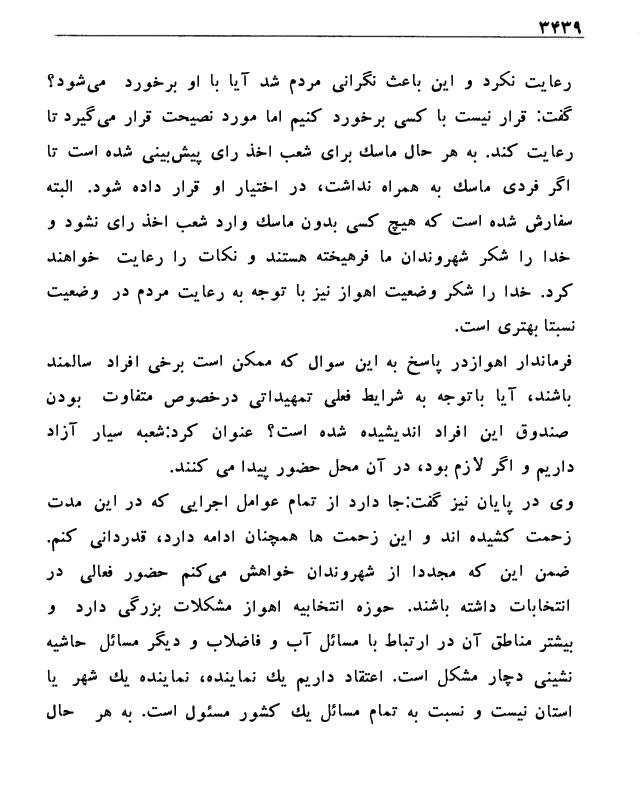 ۳۴۳۹
رعایت نکرد و این باعث نگرانی مردم شد آیا با او برخورد می‌شود؟
گفت: قرار نیست با کسی برخورد کنیم اما مورد نصیحت قرار می‌گیرد تا
رعایت کند. به هر حال ماسک برای شعب اخذ رای پیش‌بینی شده است تا
اگر فردی ماسک به همراه نداشت، در اختیار او قرار داده شود. البته
سفارش شده است که هیچ کسی بدون ماسک وارد شعب اخذ رای نشود و
خدا را شکر شهروندان ما فرهیخته هستند و نکات را رعایت خواهند
کرد. خدا را شکر وضعیت اهواز نیز با توجه به رعایت مردم در وضعیت
نسبتا بهتری است.
فرماندار اهوازدر پاسخ به این سوال که ممکن است برخی افراد سالمند
باشند، آیا باتوجه به شرایط فعلی تمهیداتی درخصوص متفاوت بودن
صندوق این افراد اندیشیده شده است؟ عنوان کرد:شعبه سیار آزاد
داریم و اگر لازم بود، در آن محل حضور پیدا می کنند.
وی در پایان نیز گفت:جا دارد از تمام عوامل اجرایی که در این مدت
زحمت کشیده اند و این زحمت ها همچنان ادامه دارد، قدردانی کنم.
ضمن این که مجددا از شهروندان خواهش می‌کنم حضور فعالی در
انتخابات داشته باشند. حوزه انتخابیه اهواز مشکلات بزرگی دارد و
بیشتر مناطق آن در ارتباط با مسائل آب و فاضلاب و دیگر مسائل حاشیه
نشینی دچار مشکل است. اعتقاد داریم یک نماینده، نماینده یک شهر یا
استان نیست و نسبت به تمام مسائل یک کشور مسئول است. به هر حال